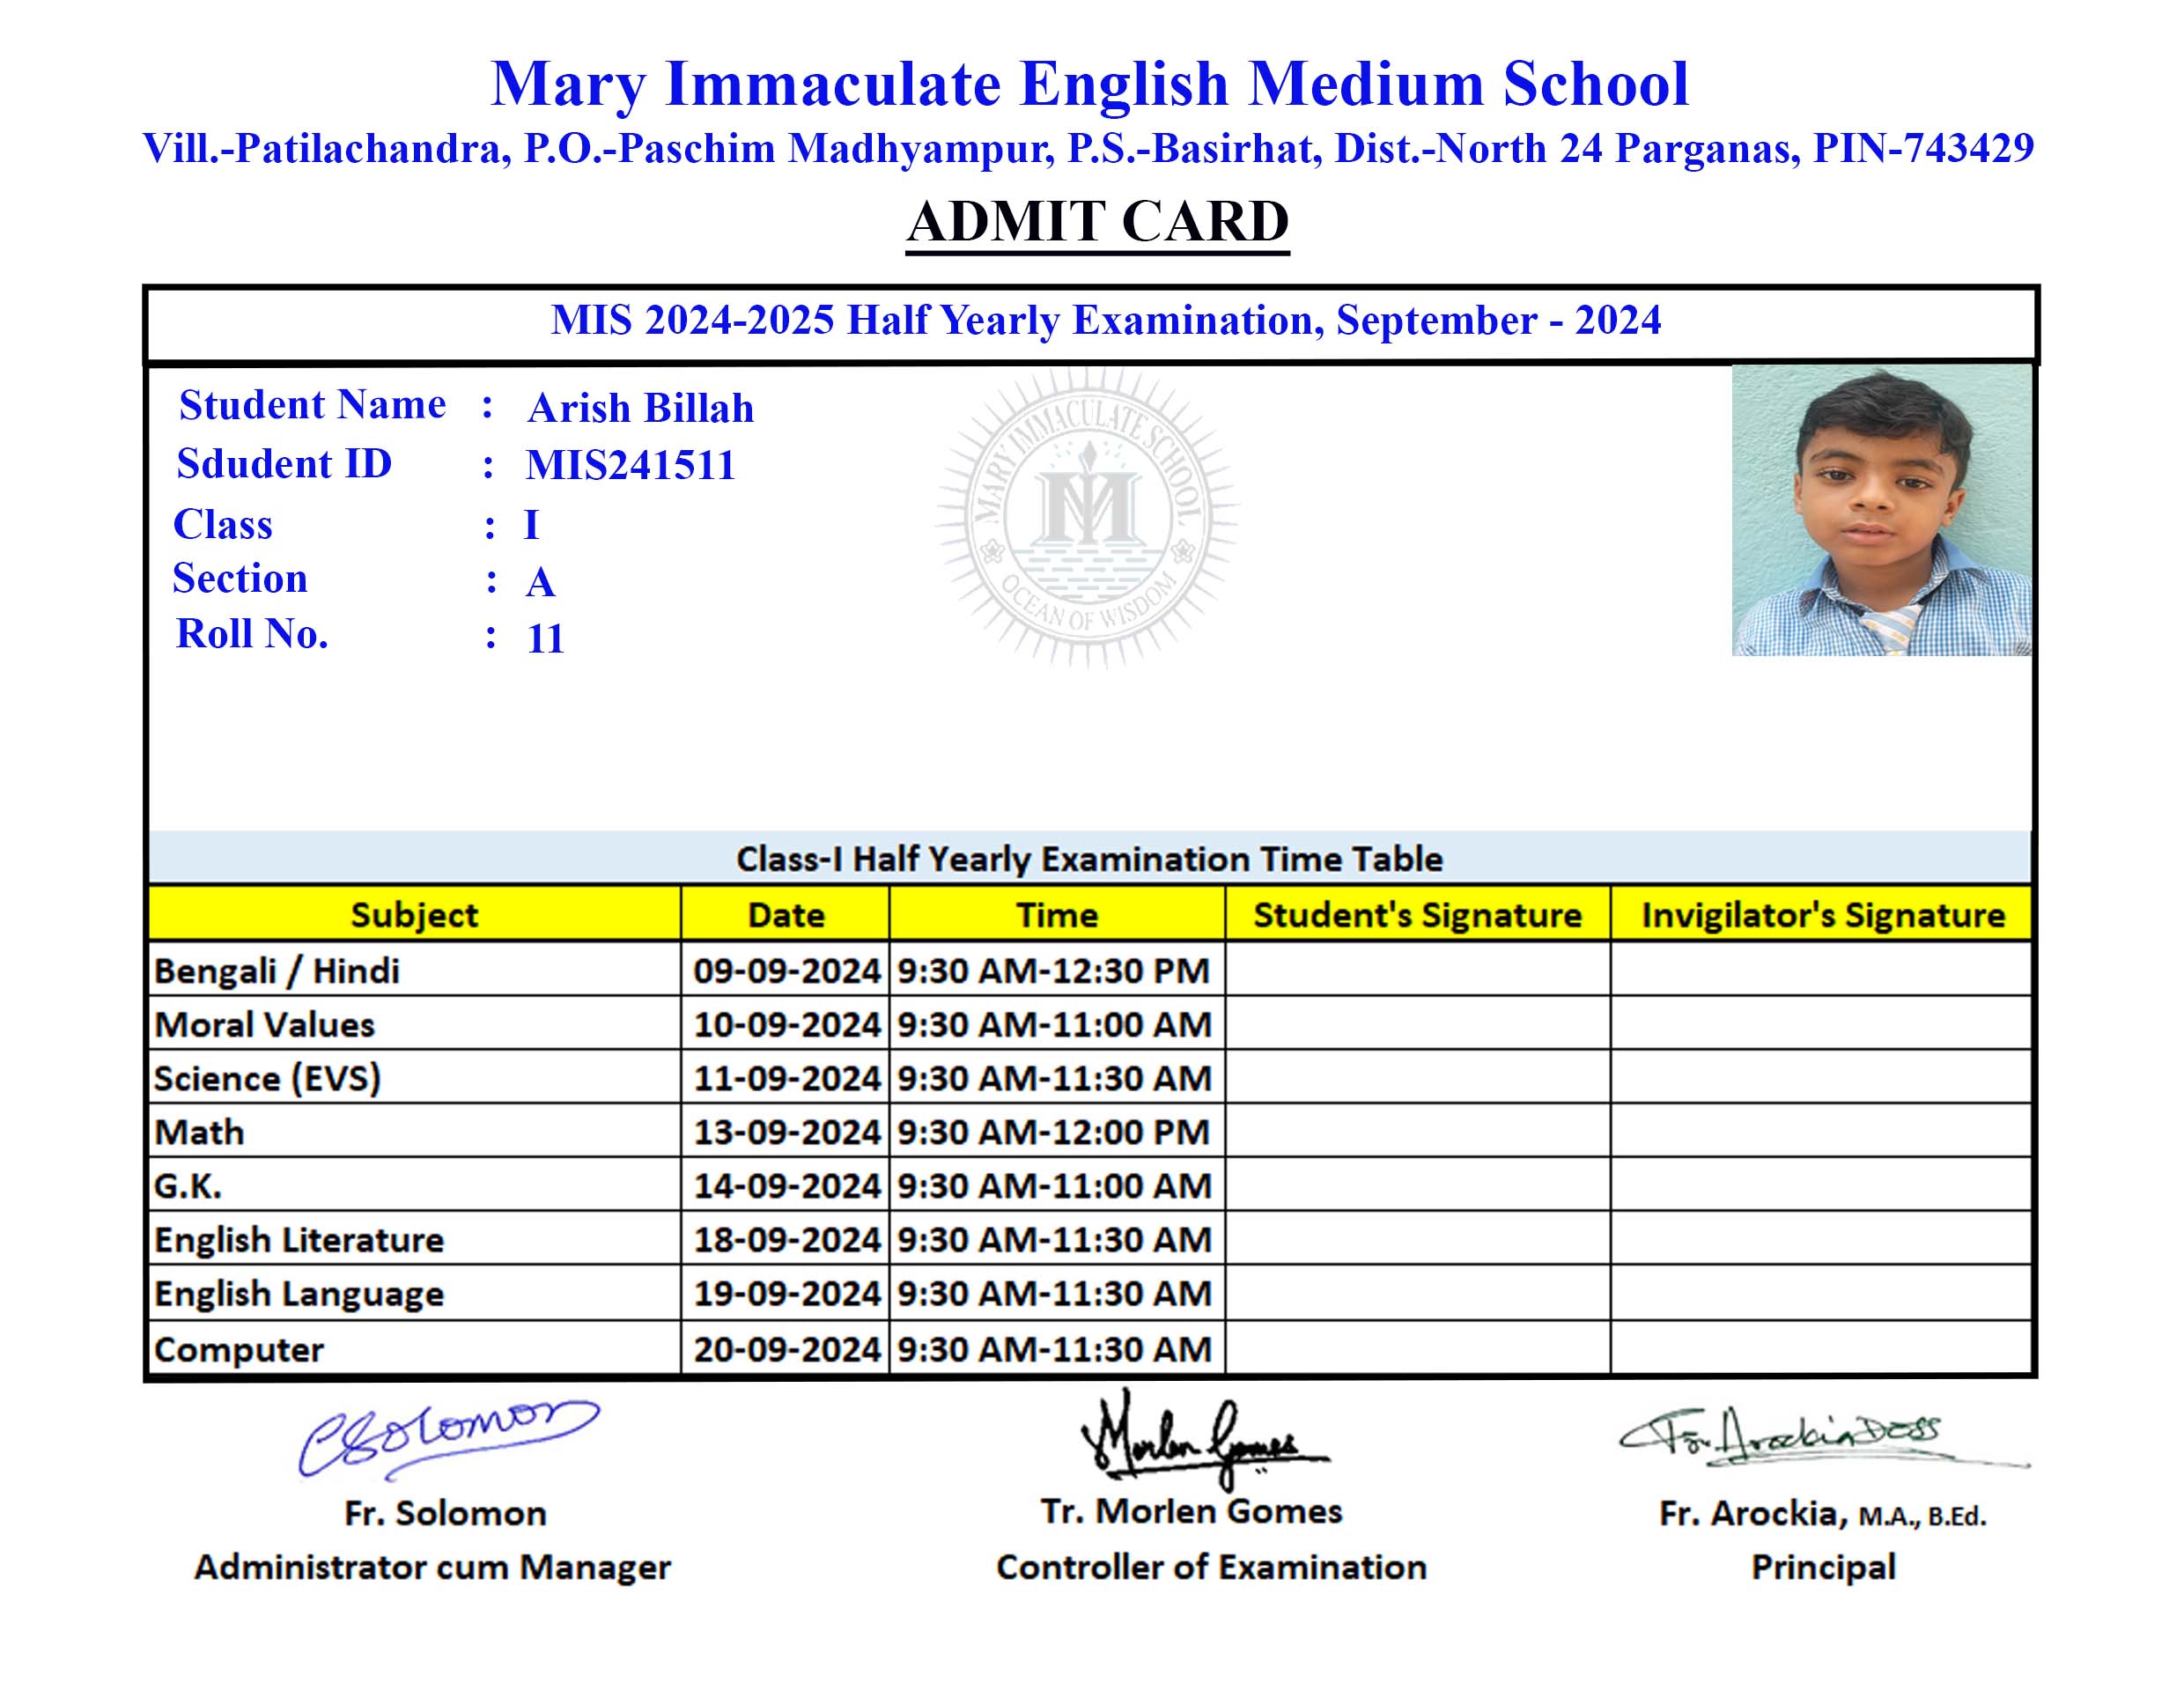 Mary Immaculate English Medium School
Vill.-Patilachandra, P.O.-Paschim Madhyampur, P.S.-Basirhat, Dist.-North 24 Parganas, PIN-743429
ADMIT CARD
MIS 2024-2025 Half Yearly Examination, September - 2024
Student Name : Arish Billah
Sdudent ID : MIS241511
Class : I
Section : A
Roll No. : 11
MARY IMMACULATE SCHOOL
MI
OCEAN OF WISDOM
Class-I Half Yearly Examination Time Table
Subject Date Time Student's Signature Invigilator's Signature
Bengali / Hindi 09-09-2024 9:30 AM-12:30 PM
Moral Values 10-09-2024 9:30 AM-11:00 AM
Science (EVS) 11-09-2024 9:30 AM-11:30 AM
Math 13-09-2024 9:30 AM-12:00 PM
G.K. 14-09-2024 9:30 AM-11:00 AM
English Literature 18-09-2024 9:30 AM-11:30 AM
English Language 19-09-2024 9:30 AM-11:30 AM
Computer 20-09-2024 9:30 AM-11:30 AM
CSolomon Morlen Gomes Fr. Arockia Doss
Fr. Solomon Tr. Morlen Gomes Fr. Arockia, M.A., B.Ed.
Administrator cum Manager Controller of Examination Principal